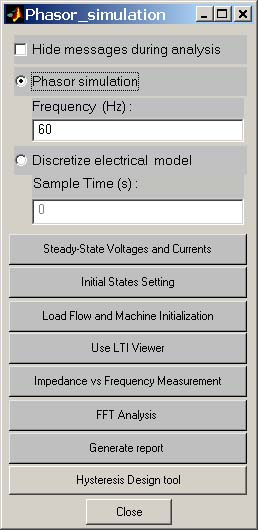 Phasor_simulation
Hide messages during analysis
Phasor simulation
Frequency (Hz) :
60
Discretize electrical model
Sample Time (s) :
0
Steady-State Voltages and Currents
Initial States Setting
Load Flow and Machine Initialization
Use LTI Viewer
Impedance vs Frequency Measurement
FFT Analysis
Generate report
Hysteresis Design tool
Close